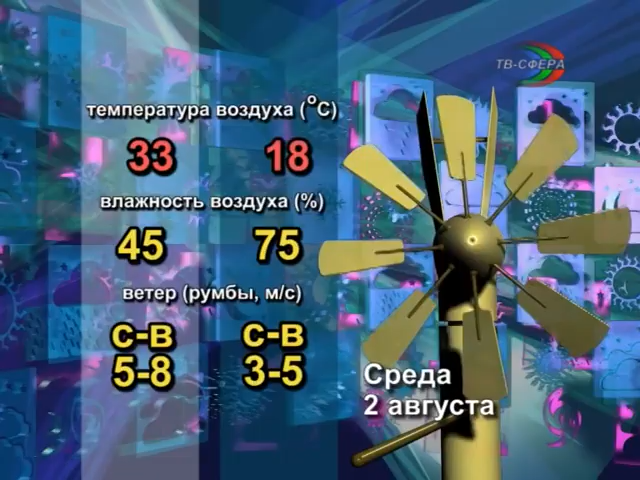 ТВ-СФЕРА
температура воздуха (°С)
33 18
влажность воздуха (%)
45 75
ветер (румбы, м/с)
с-в с-в
5-8 3-5
Среда
2 августа